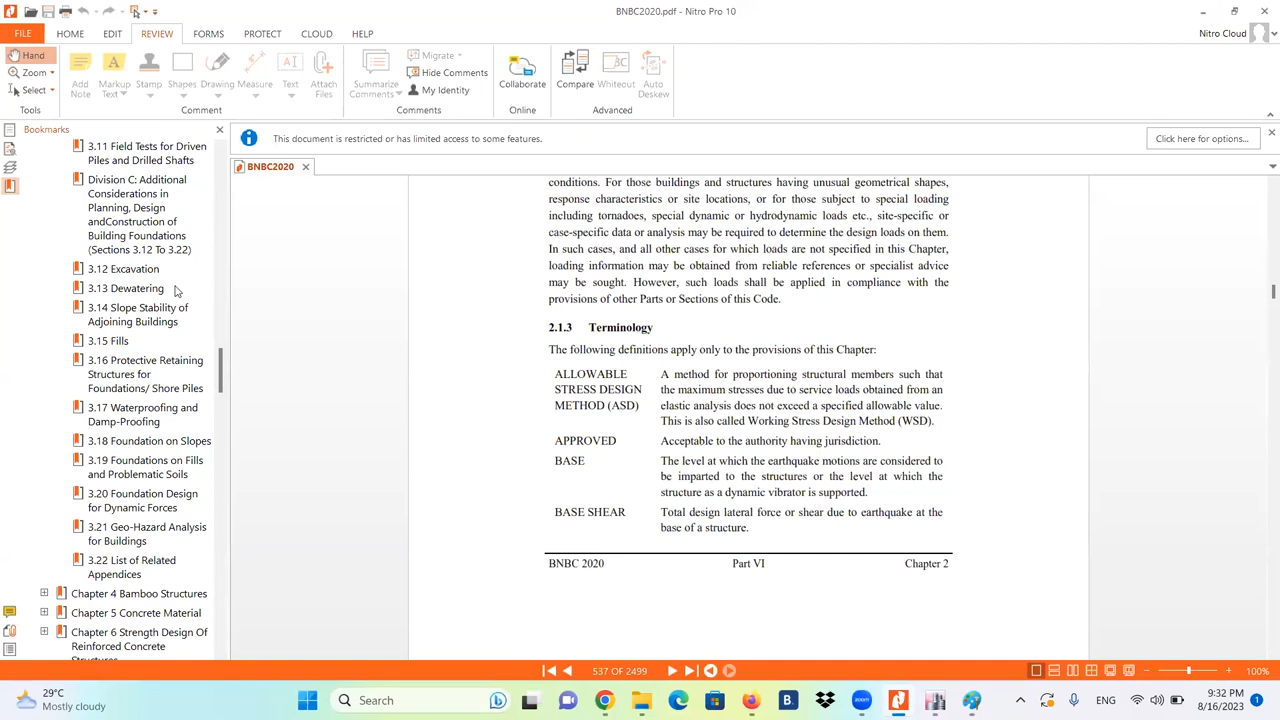 BNBC2020.pdf - Nitro Pro 10
FILE
HOME
EDIT
REVIEW
FORMS
PROTECT
CLOUD
HELP
Nitro Cloud
Hand
Zoom
Select
Tools
Add
Note
Markup
Text
Stamp
Shapes
Drawing
Measure
Text
Attach
Files
Comment
Summarize
Comments
Migrate
Hide Comments
My Identity
Comments
Collaborate
Online
Compare
Whiteout
Auto
Deskew
Advanced
Bookmarks
This document is restricted or has limited access to some features.
Click here for options...
BNBC2020
3.11 Field Tests for Driven
Piles and Drilled Shafts
Division C: Additional
Considerations in
Planning, Design
andConstruction of
Building Foundations
(Sections 3.12 To 3.22)
3.12 Excavation
3.13 Dewatering
3.14 Slope Stability of
Adjoining Buildings
3.15 Fills
3.16 Protective Retaining
Structures for
Foundations/ Shore Piles
3.17 Waterproofing and
Damp-Proofing
3.18 Foundation on Slopes
3.19 Foundations on Fills
and Problematic Soils
3.20 Foundation Design
for Dynamic Forces
3.21 Geo-Hazard Analysis
for Buildings
3.22 List of Related
Appendices
Chapter 4 Bamboo Structures
Chapter 5 Concrete Material
Chapter 6 Strength Design Of
Reinforced Concrete
conditions. For those buildings and structures having unusual geometrical shapes,
response characteristics or site locations, or for those subject to special loading
including tornadoes, special dynamic or hydrodynamic loads etc., site-specific or
case-specific data or analysis may be required to determine the design loads on them.
In such cases, and all other cases for which loads are not specified in this Chapter,
loading information may be obtained from reliable references or specialist advice
may be sought. However, such loads shall be applied in compliance with the
provisions of other Parts or Sections of this Code.
2.1.3 Terminology
The following definitions apply only to the provisions of this Chapter:
ALLOWABLE A method for proportioning structural members such that
STRESS DESIGN the maximum stresses due to service loads obtained from an
METHOD (ASD) elastic analysis does not exceed a specified allowable value.
This is also called Working Stress Design Method (WSD).
APPROVED Acceptable to the authority having jurisdiction.
BASE The level at which the earthquake motions are considered to
be imparted to the structures or the level at which the
structure as a dynamic vibrator is supported.
BASE SHEAR Total design lateral force or shear due to earthquake at the
base of a structure.
BNBC 2020 Part VI Chapter 2
537 OF 2499
100%
29°C
Mostly cloudy
Search
ENG
9:32 PM
8/16/2023